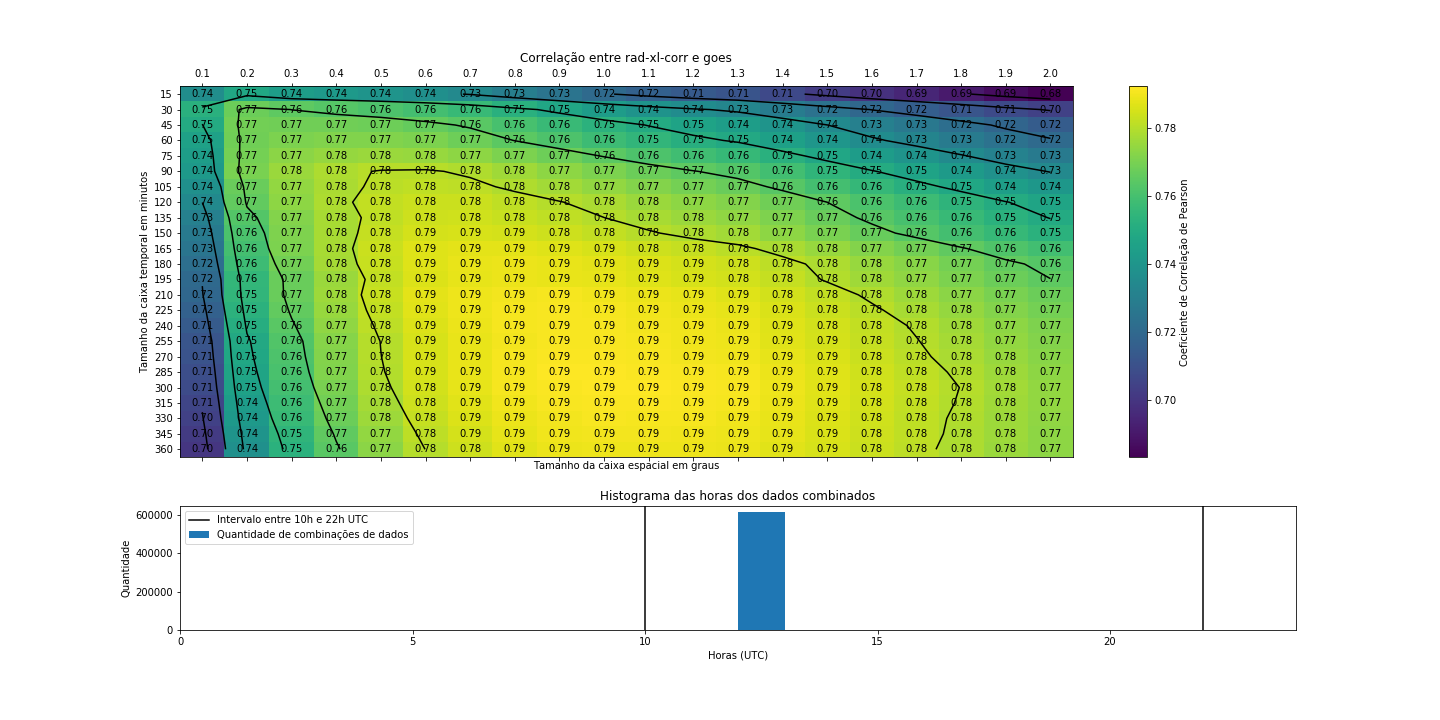 Correlação entre rad-xl-corr e goes
0.1 0.2 0.3 0.4 0.5 0.6 0.7 0.8 0.9 1.0 1.1 1.2 1.3 1.4 1.5 1.6 1.7 1.8 1.9 2.0
15 0.74 0.75 0.74 0.74 0.74 0.74 0.73 0.73 0.73 0.72 0.72 0.71 0.71 0.71 0.70 0.70 0.69 0.69 0.69 0.68
30 0.75 0.77 0.76 0.76 0.76 0.76 0.76 0.75 0.75 0.74 0.74 0.74 0.73 0.73 0.72 0.72 0.72 0.71 0.71 0.70
45 0.75 0.77 0.77 0.77 0.77 0.77 0.76 0.76 0.76 0.75 0.75 0.75 0.74 0.74 0.74 0.73 0.73 0.72 0.72 0.72
60 0.75 0.77 0.77 0.77 0.77 0.77 0.77 0.76 0.76 0.76 0.75 0.75 0.75 0.74 0.74 0.74 0.73 0.73 0.72 0.72
75 0.74 0.77 0.77 0.78 0.78 0.78 0.77 0.77 0.77 0.76 0.76 0.76 0.76 0.75 0.75 0.74 0.74 0.74 0.73 0.73
90 0.74 0.77 0.78 0.78 0.78 0.78 0.78 0.78 0.77 0.77 0.77 0.76 0.76 0.76 0.75 0.75 0.74 0.74 0.74 0.73
105 0.74 0.77 0.77 0.78 0.78 0.78 0.78 0.78 0.78 0.77 0.77 0.77 0.77 0.76 0.76 0.76 0.75 0.75 0.74 0.74
120 0.74 0.77 0.77 0.78 0.78 0.78 0.78 0.78 0.78 0.78 0.77 0.77 0.77 0.77 0.76 0.76 0.76 0.75 0.75 0.75
135 0.73 0.76 0.77 0.78 0.78 0.78 0.78 0.78 0.78 0.78 0.78 0.78 0.77 0.77 0.77 0.76 0.76 0.76 0.75 0.75
150 0.73 0.76 0.77 0.78 0.78 0.78 0.78 0.78 0.78 0.78 0.78 0.78 0.78 0.77 0.77 0.77 0.76 0.76 0.76 0.75
165 0.73 0.76 0.77 0.78 0.78 0.79 0.79 0.79 0.79 0.79 0.78 0.78 0.78 0.78 0.78 0.77 0.77 0.77 0.76 0.76
180 0.72 0.76 0.77 0.78 0.78 0.79 0.79 0.79 0.79 0.79 0.79 0.78 0.78 0.78 0.78 0.78 0.77 0.77 0.77 0.76
195 0.72 0.76 0.77 0.78 0.78 0.79 0.79 0.79 0.79 0.79 0.79 0.79 0.78 0.78 0.78 0.78 0.77 0.77 0.77 0.77
210 0.72 0.75 0.77 0.78 0.78 0.79 0.79 0.79 0.79 0.79 0.79 0.79 0.79 0.78 0.78 0.78 0.78 0.77 0.77 0.77
225 0.72 0.75 0.77 0.78 0.78 0.79 0.79 0.79 0.79 0.79 0.79 0.79 0.79 0.79 0.78 0.78 0.78 0.78 0.77 0.77
240 0.71 0.75 0.76 0.77 0.78 0.79 0.79 0.79 0.79 0.79 0.79 0.79 0.79 0.79 0.78 0.78 0.78 0.78 0.77 0.77
255 0.71 0.75 0.76 0.77 0.78 0.79 0.79 0.79 0.79 0.79 0.79 0.79 0.79 0.79 0.79 0.78 0.78 0.78 0.78 0.77
270 0.71 0.75 0.76 0.77 0.78 0.79 0.79 0.79 0.79 0.79 0.79 0.79 0.79 0.79 0.79 0.78 0.78 0.78 0.78 0.77
285 0.71 0.75 0.76 0.77 0.78 0.79 0.79 0.79 0.79 0.79 0.79 0.79 0.79 0.79 0.79 0.78 0.78 0.78 0.78 0.77
300 0.71 0.74 0.76 0.77 0.78 0.78 0.79 0.79 0.79 0.79 0.79 0.79 0.79 0.79 0.79 0.78 0.78 0.78 0.78 0.77
315 0.71 0.74 0.76 0.77 0.78 0.78 0.79 0.79 0.79 0.79 0.79 0.79 0.79 0.79 0.79 0.78 0.78 0.78 0.78 0.77
330 0.70 0.74 0.76 0.77 0.78 0.78 0.79 0.79 0.79 0.79 0.79 0.79 0.79 0.79 0.79 0.78 0.78 0.78 0.78 0.77
345 0.70 0.74 0.75 0.77 0.77 0.78 0.78 0.79 0.79 0.79 0.79 0.79 0.79 0.79 0.79 0.78 0.78 0.78 0.78 0.77
360 0.70 0.74 0.75 0.76 0.77 0.78 0.78 0.79 0.79 0.79 0.79 0.79 0.79 0.79 0.78 0.78 0.78 0.78 0.77 0.77
Tamanho da caixa temporal em minutos
Tamanho da caixa espacial em graus
0.78
0.76
0.74
0.72
0.70
Coeficiente de Correlação de Pearson
Histograma das horas dos dados combinados
Intervalo entre 10h e 22h UTC
Quantidade de combinações de dados
600000
400000
200000
0
Quantidade
0 5 10 15 20
Horas (UTC)